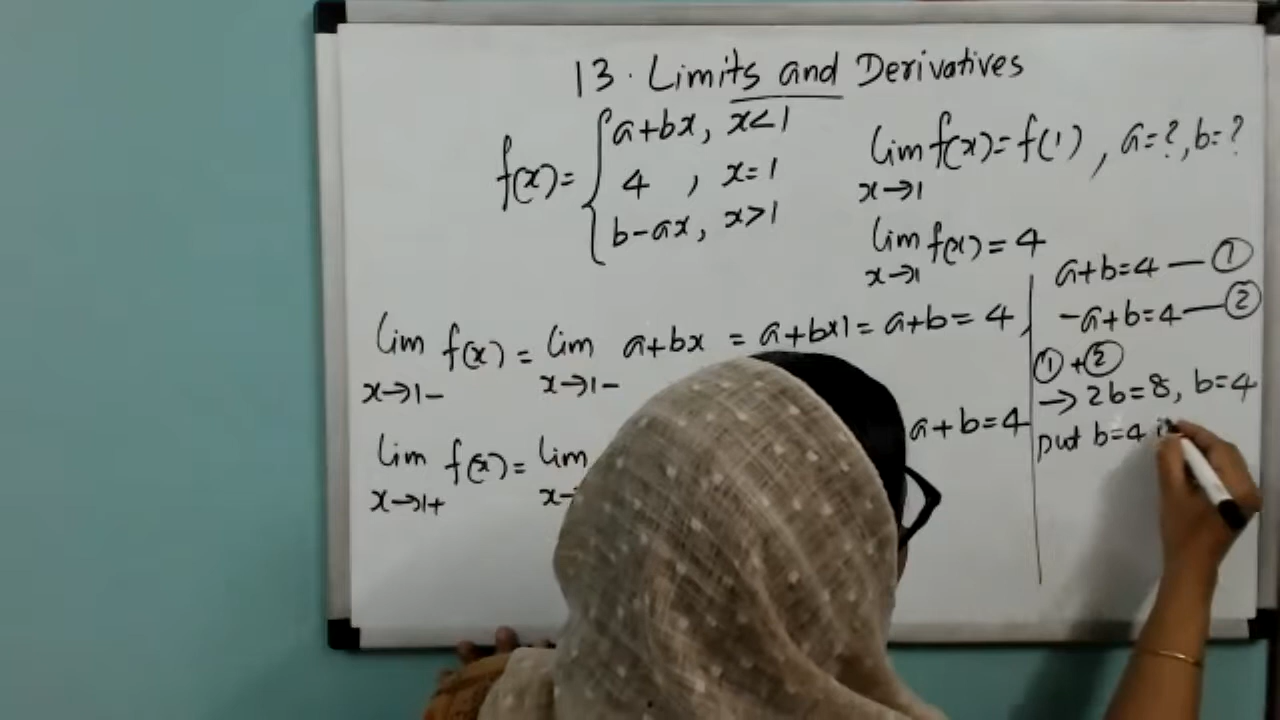 13. Limits and Derivatives
f(x)= { a+bx, x<1
4 , x=1
b-ax, x>1
lim f(x)=f(1), a=?, b=?
x→1
lim f(x)=4
x→1
lim f(x) = lim a+bx = a+b×1 = a+b = 4,
x→1- x→1-
lim f(x)= lim
x→1+
a+b=4
a+b=4 — ①
-a+b=4 — ②
①+②
→ 2b=8, b=4
put b=4